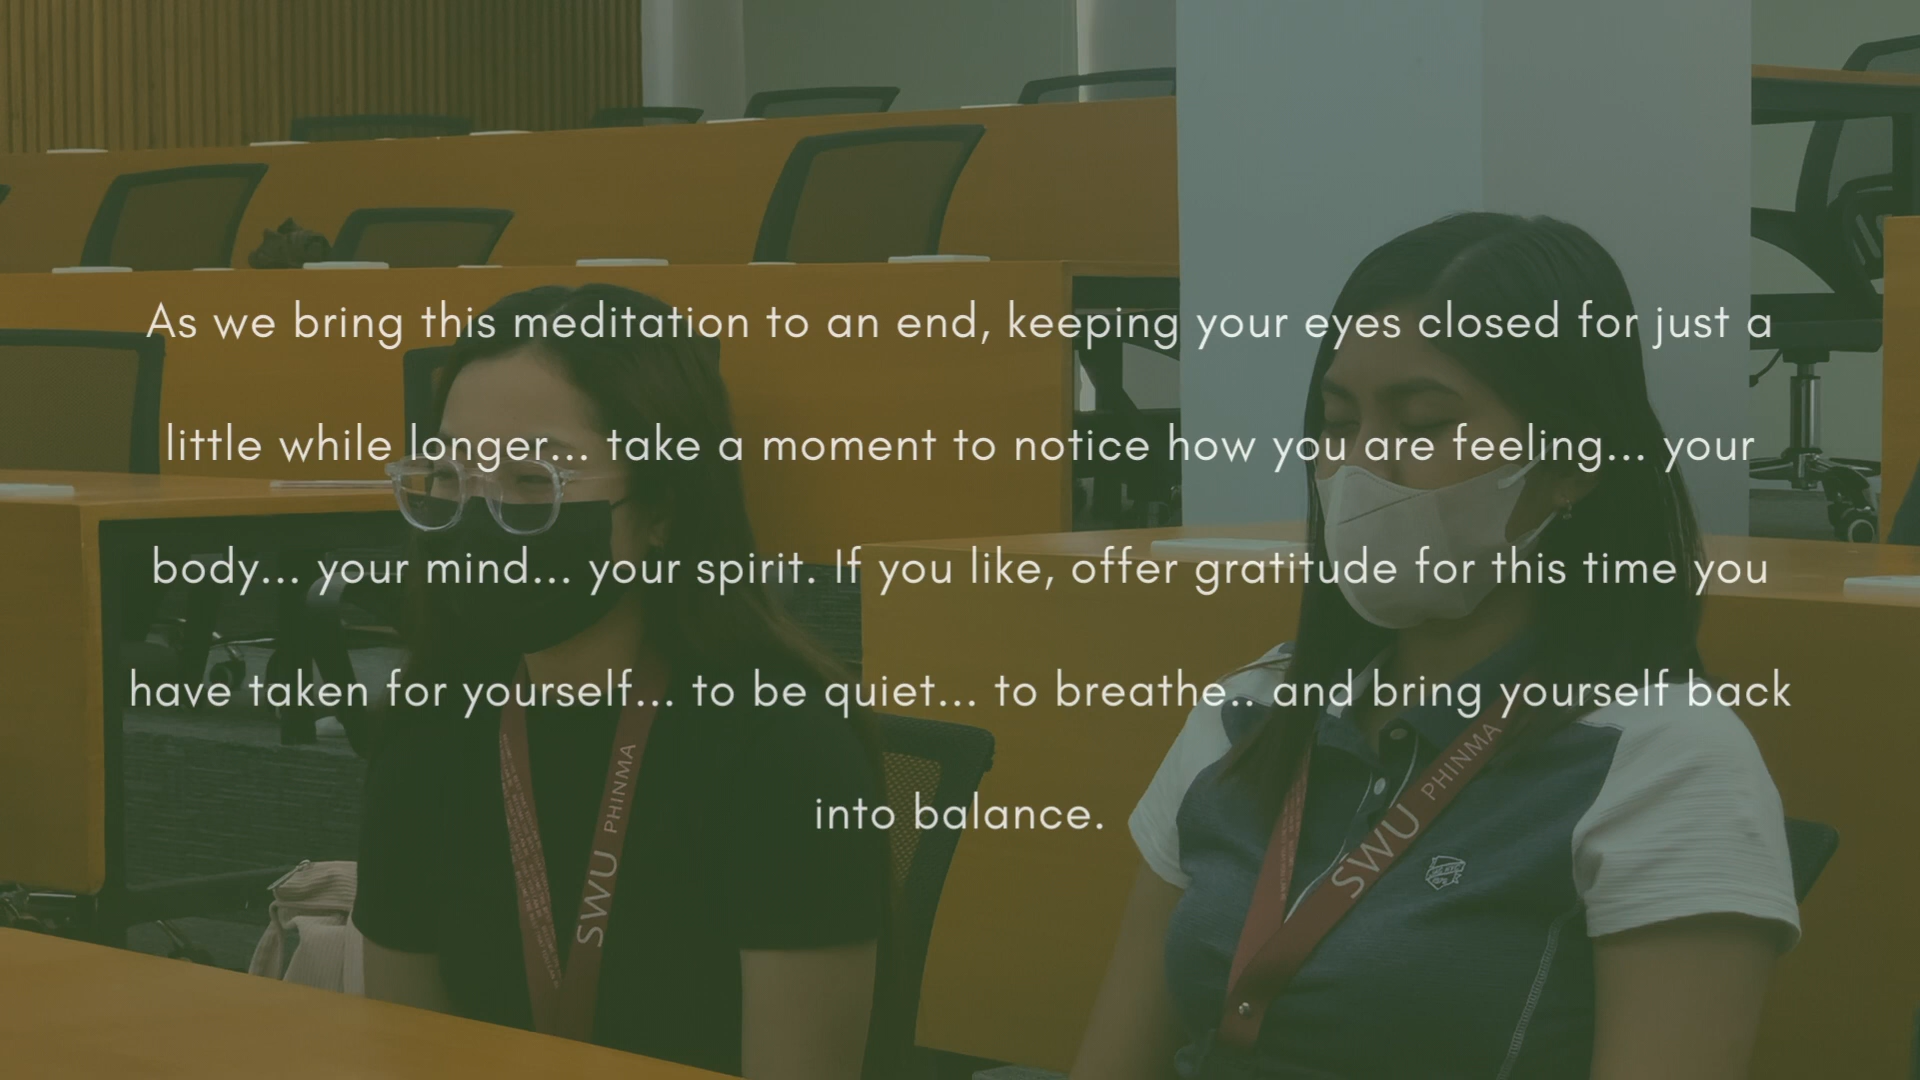 As we bring this meditation to an end, keeping your eyes closed for just a
little while longer... take a moment to notice how you are feeling... your
body... your mind... your spirit. If you like, offer gratitude for this time you
have taken for yourself... to be quiet... to breathe.. and bring yourself back
into balance.
SWU PHINMA
SWU PHINMA